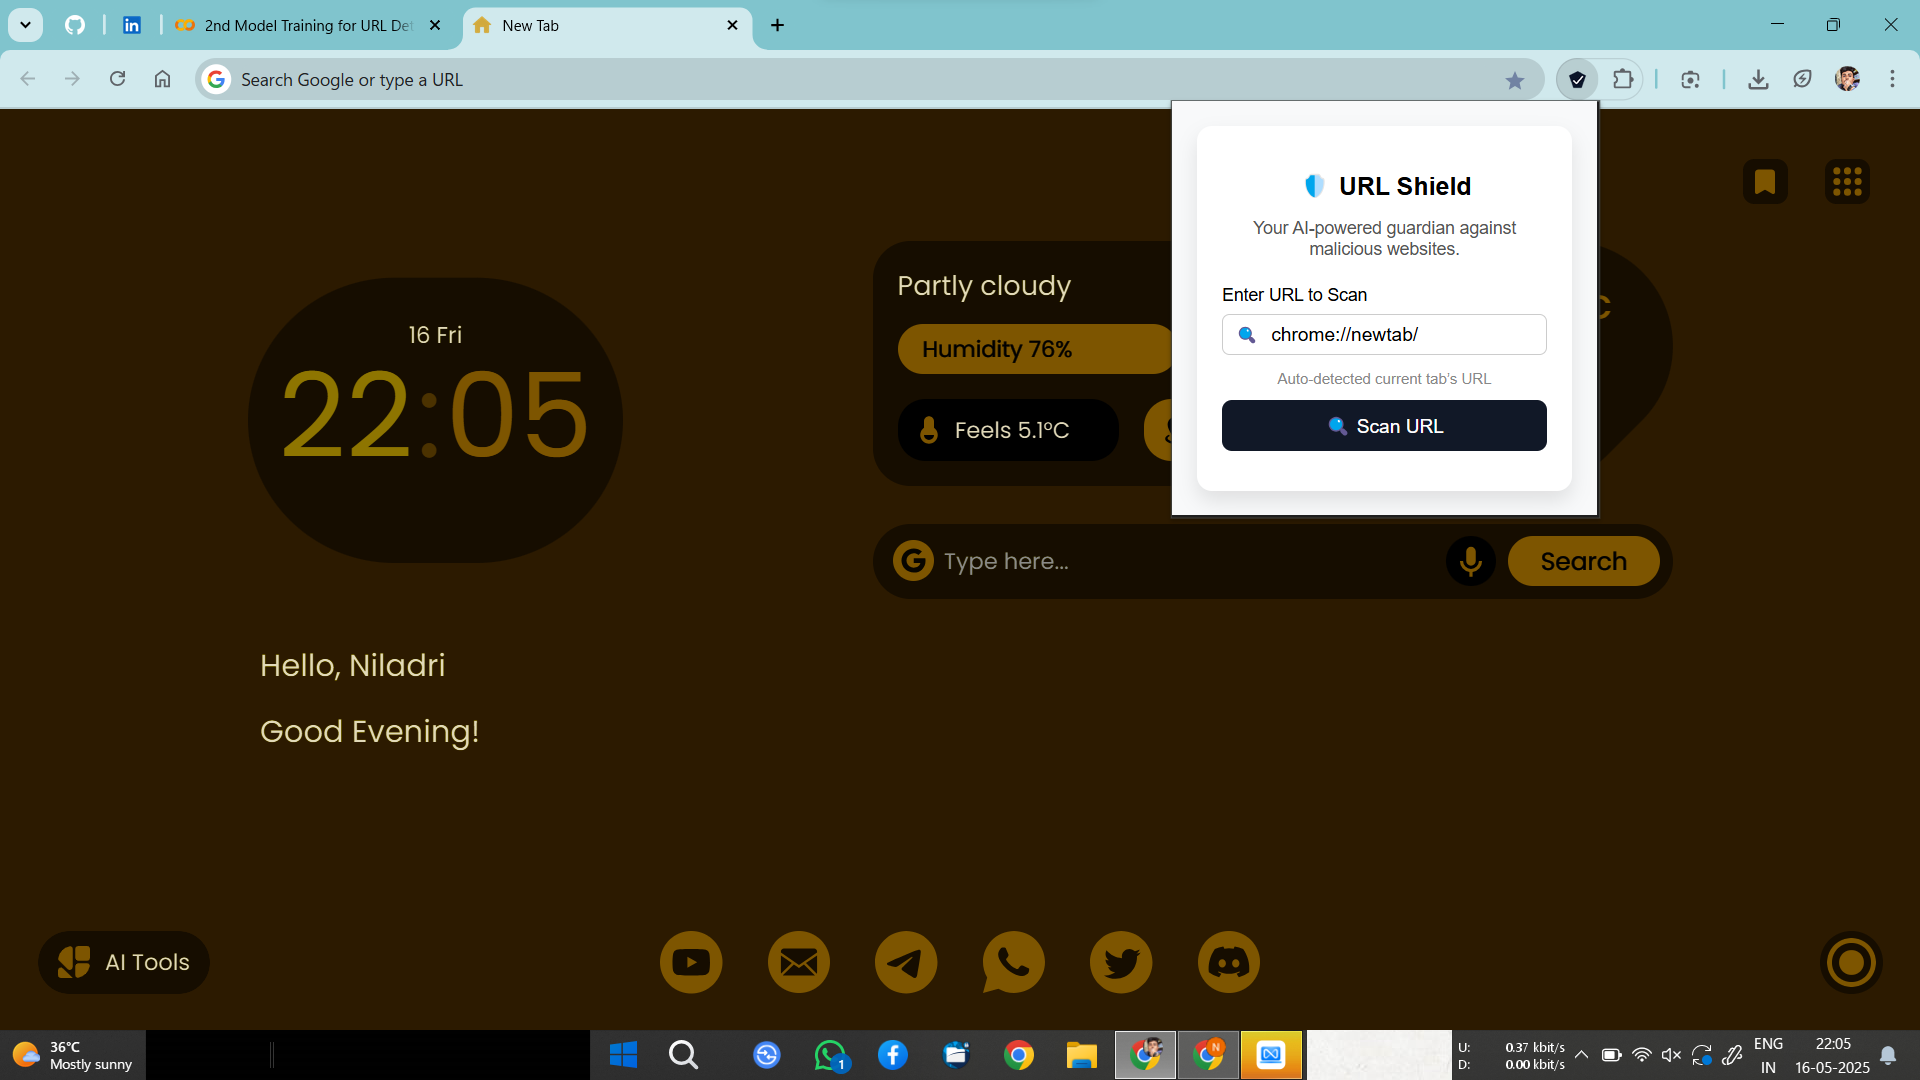 2nd Model Training for URL Det
New Tab
Search Google or type a URL
URL Shield
Your AI-powered guardian against
malicious websites.
Enter URL to Scan
chrome://newtab/
Auto-detected current tab's URL
Scan URL
16 Fri
22:05
Partly cloudy
Humidity 76%
Feels 5.1°C
C
Type here...
Search
Hello, Niladri
Good Evening!
AI Tools
36°C
Mostly sunny
1
N
U: 0.37 kbit/s
D: 0.00 kbit/s
ENG
IN
22:05
16-05-2025